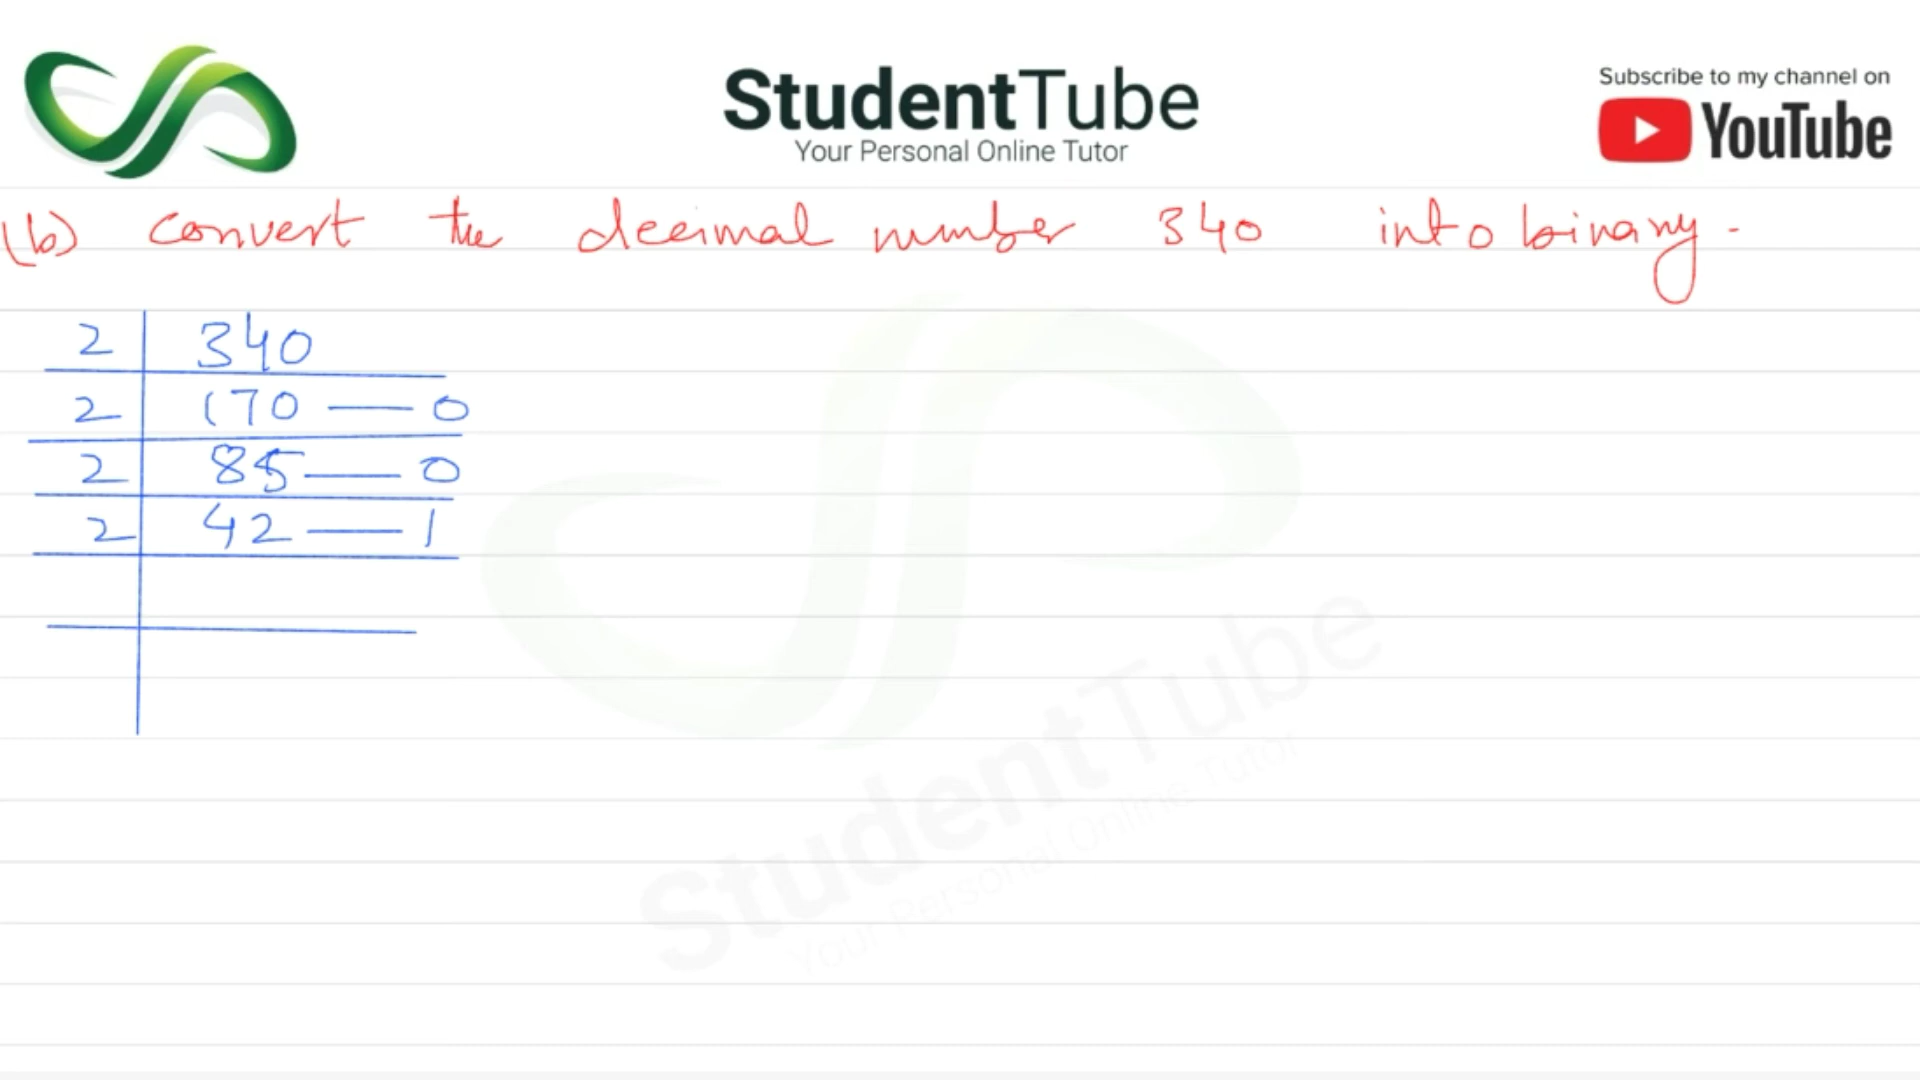 StudentTube
Your Personal Online Tutor
Subscribe to my channel on
YouTube
(b) convert the decimal number 340 into binary.
2 340
2 170 — 0
2 85 — 0
2 42 — 1
StudentTube
Your Personal Online Tutor